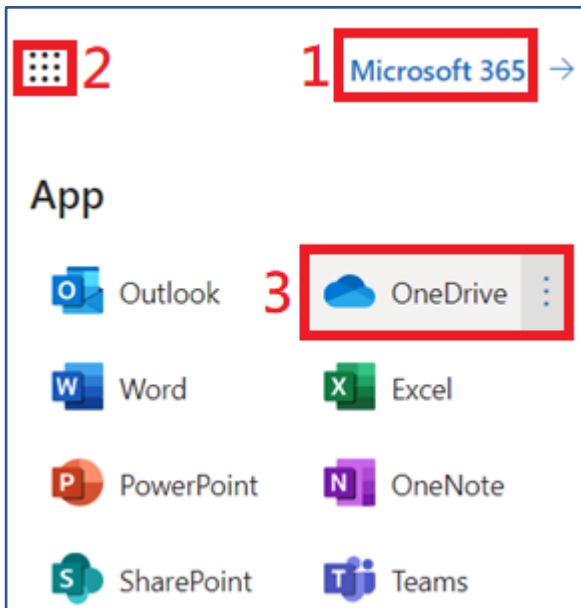 2 1 Microsoft 365 →
App
Outlook 3 OneDrive
Word Excel
PowerPoint OneNote
SharePoint Teams